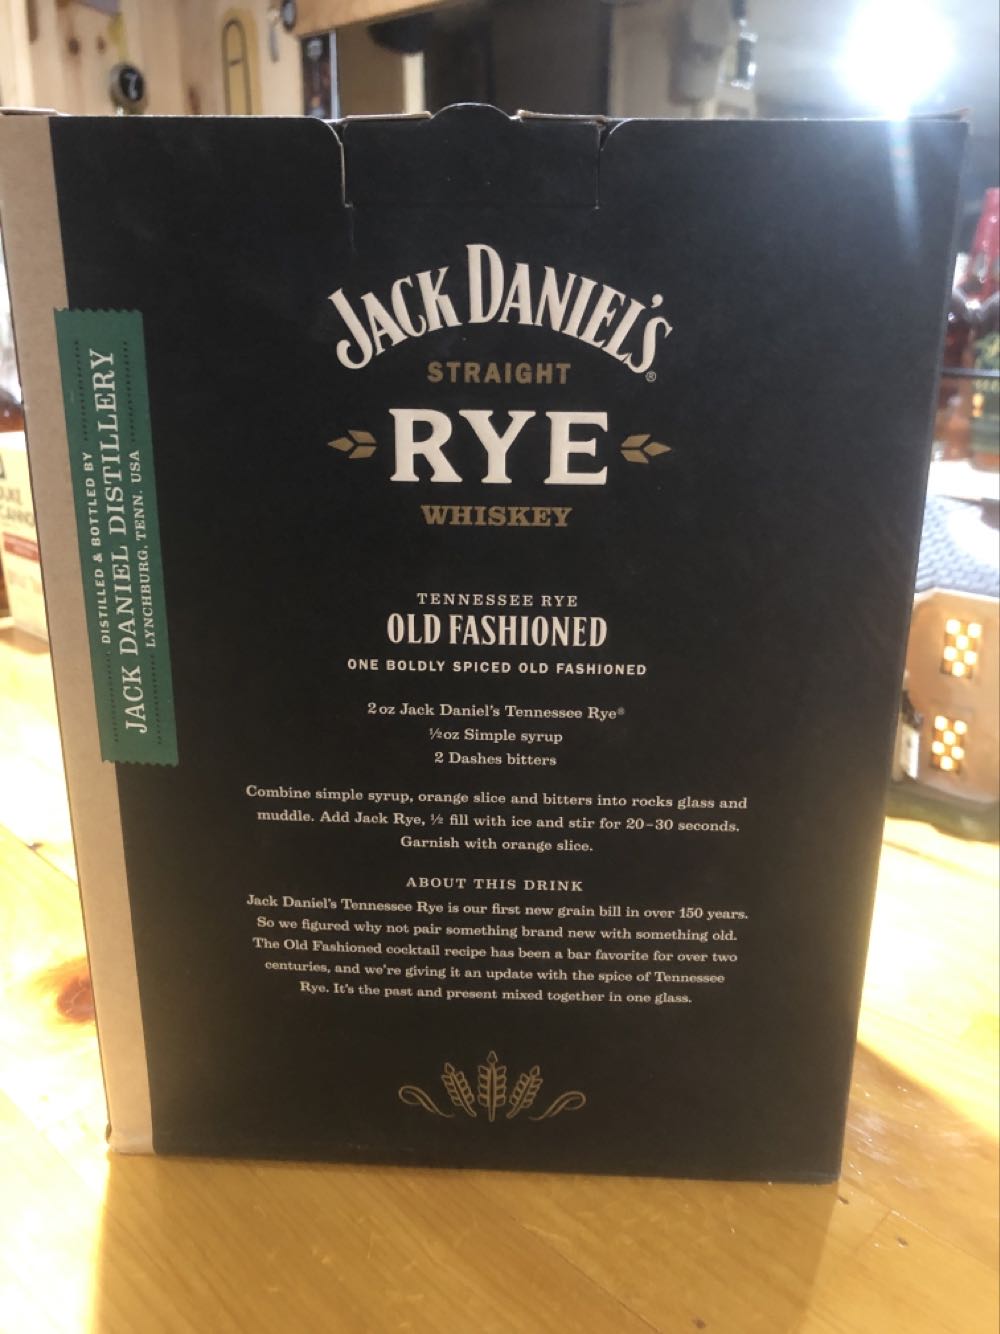 JACK DANIEL'S®
STRAIGHT
RYE
WHISKEY
TENNESSEE RYE
OLD FASHIONED
ONE BOLDLY SPICED OLD FASHIONED
2 oz Jack Daniel's Tennessee Rye®
½oz Simple syrup
2 Dashes bitters
Combine simple syrup, orange slice and bitters into rocks glass and
muddle. Add Jack Rye, ½ fill with ice and stir for 20–30 seconds.
Garnish with orange slice.
ABOUT THIS DRINK
Jack Daniel's Tennessee Rye is our first new grain bill in over 150 years.
So we figured why not pair something brand new with something old.
The Old Fashioned cocktail recipe has been a bar favorite for over two
centuries, and we're giving it an update with the spice of Tennessee
Rye. It's the past and present mixed together in one glass.
DISTILLED & BOTTLED BY
JACK DANIEL DISTILLERY
LYNCHBURG, TENN. USA